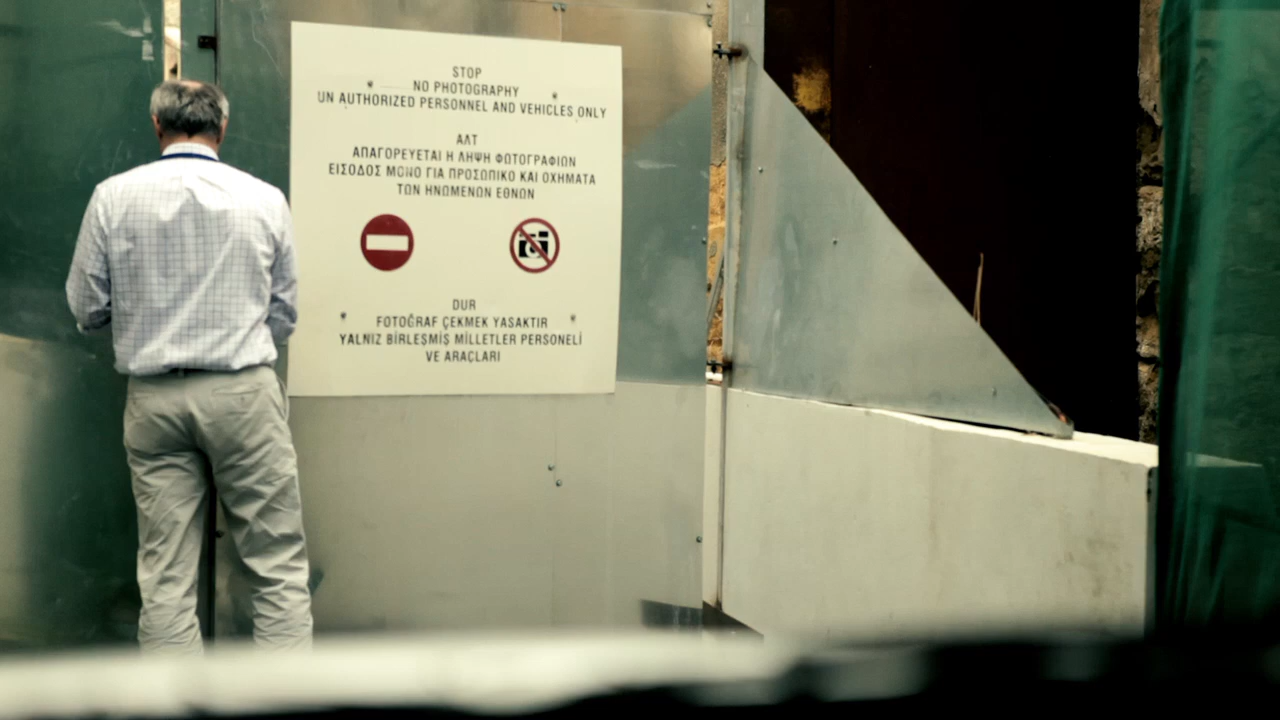 STOP
NO PHOTOGRAPHY
UN AUTHORIZED PERSONNEL AND VEHICLES ONLY
ΑΛΤ
ΑΠΑΓΟΡΕΥΕΤΑΙ Η ΛΗΨΗ ΦΩΤΟΓΡΑΦΙΩΝ
ΕΙΣΟΔΟΣ ΜΟΝΟ ΓΙΑ ΠΡΟΣΩΠΙΚΟ ΚΑΙ ΟΧΗΜΑΤΑ
ΤΩΝ ΗΝΩΜΕΝΩΝ ΕΘΝΩΝ
DUR
FOTOĞRAF ÇEKMEK YASAKTIR
YALNIZ BİRLEŞMİŞ MİLLETLER PERSONELİ
VE ARAÇLARI